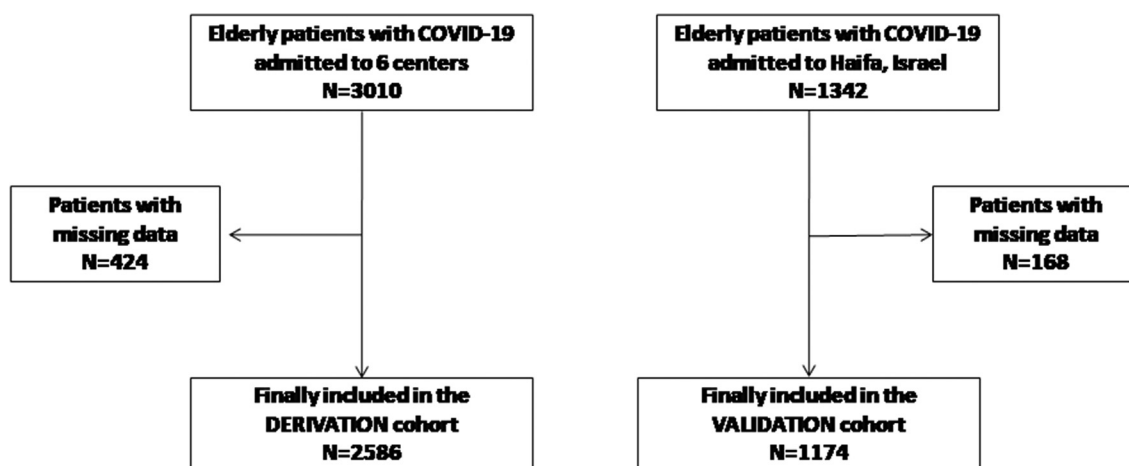 Elderly patients with COVID-19
admitted to 6 centers
N=3010
Patients with
missing data
N=424
Finally included in the
DERIVATION cohort
N=2586
Elderly patients with COVID-19
admitted to Haifa, Israel
N=1342
Patients with
missing data
N=168
Finally included in the
VALIDATION cohort
N=1174